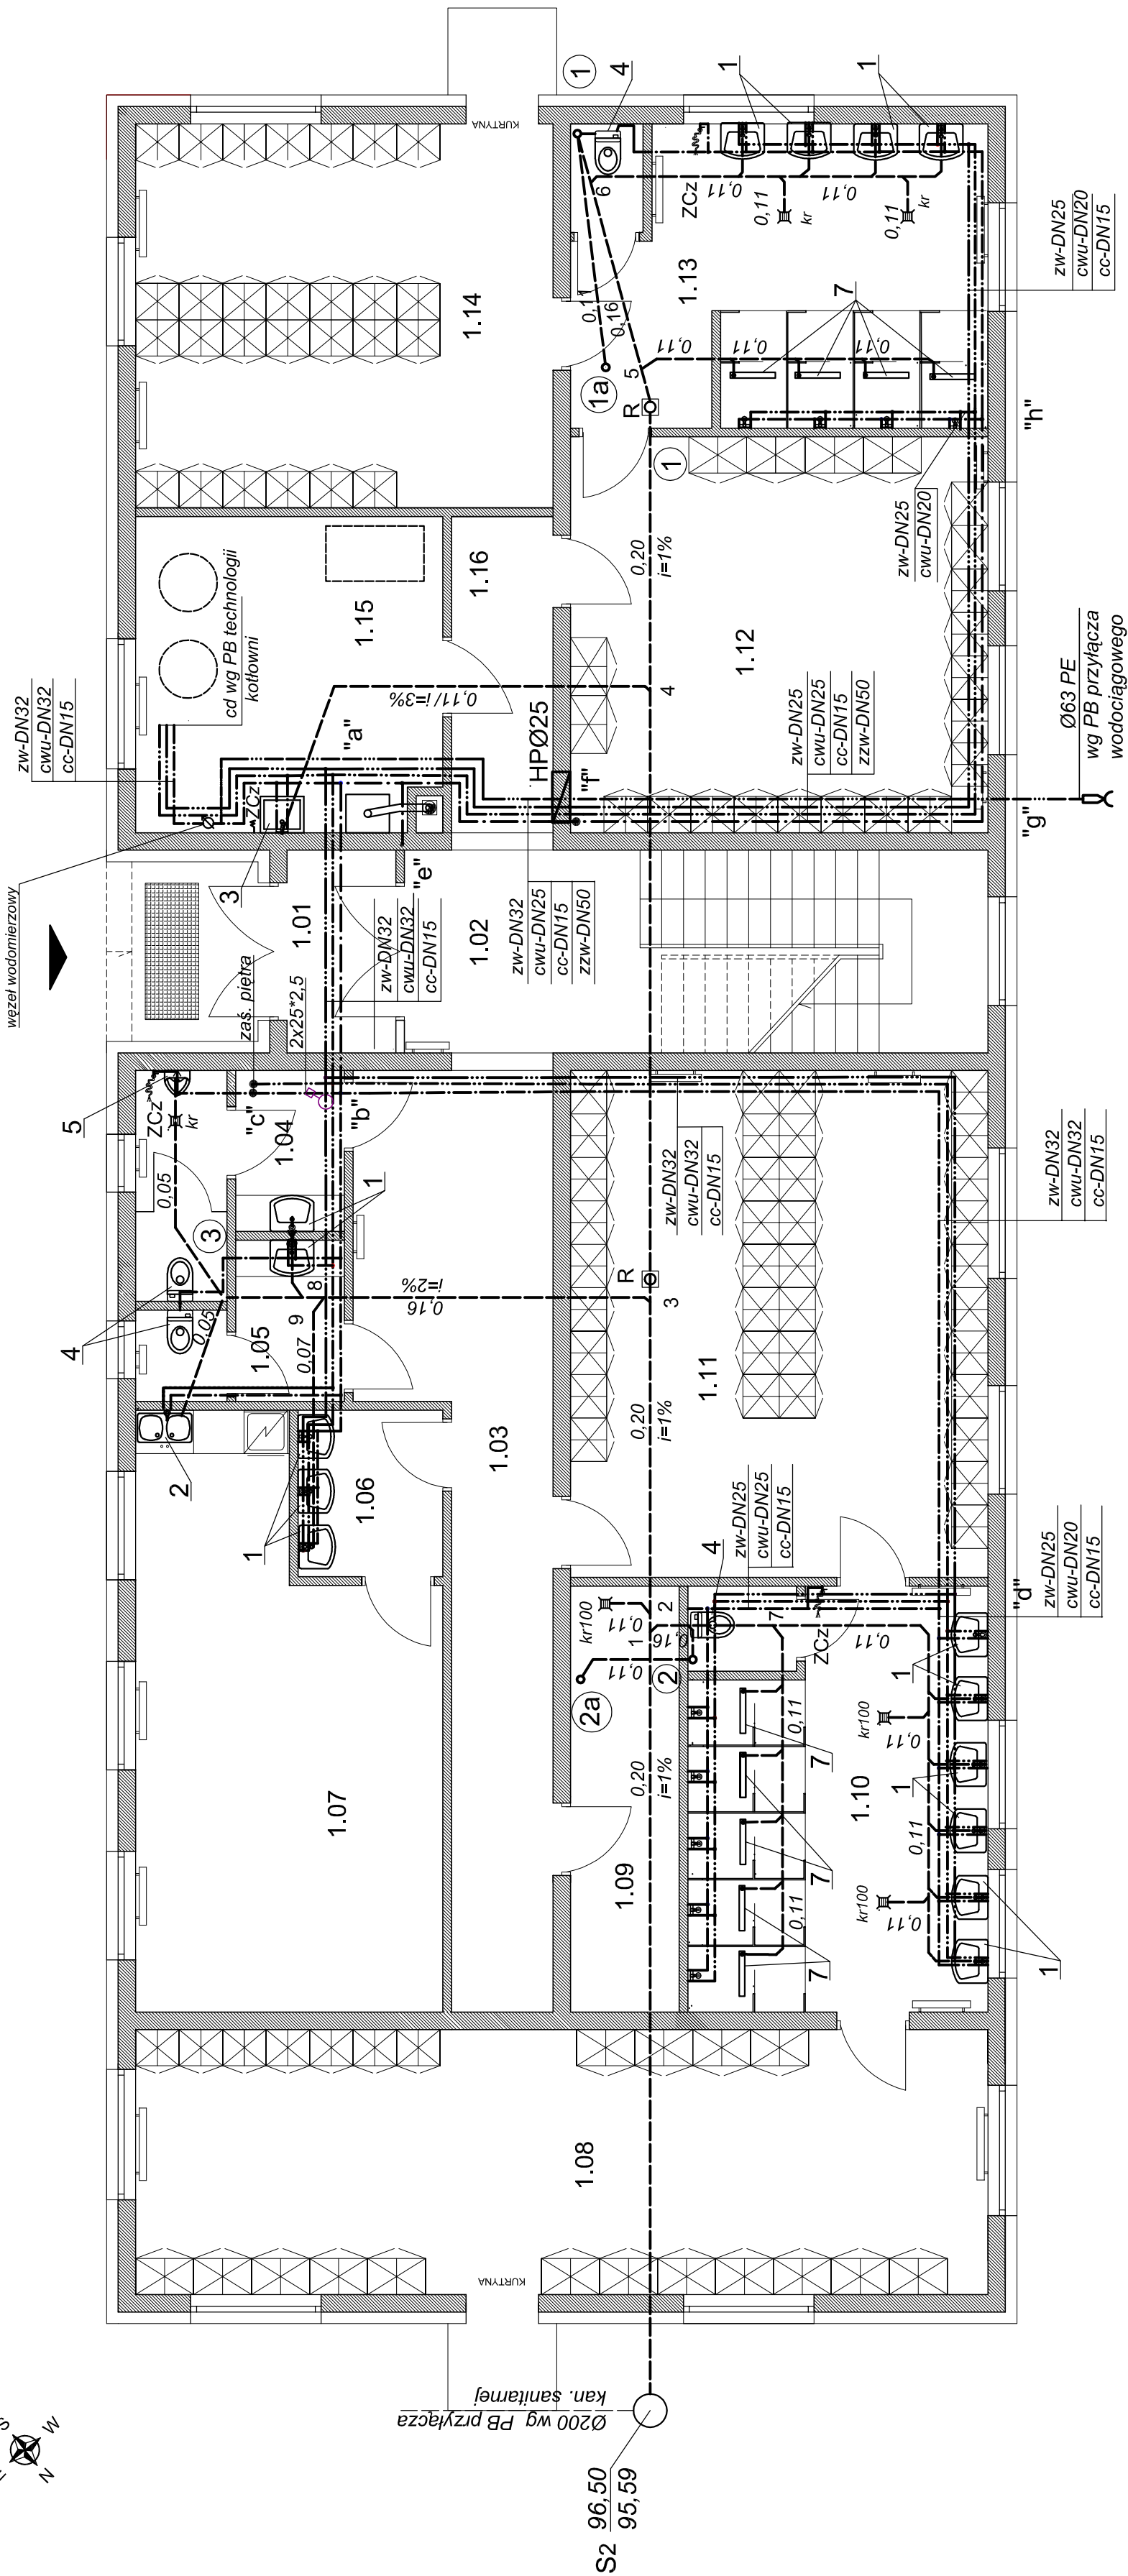 węzeł wodomierzowy
zw-DN32
cwu-DN32
cc-DN15
cd wg PB technologii
kotłowni
1.15
1.14
KURTYNA
1
4
1
1
6
ZCz
0,11
0,11
kr
0,11
0,11
kr
1.13
0,11
0,16
1a
5
R
0,11
0,11
0,11
7
zw-DN25
cwu-DN20
cc-DN15
"h"
1
zw-DN25
cwu-DN20
0,20
i=1%
1.16
1.12
4
0,11/i=3%
"a"
HPØ25
"f"
zw-DN25
cwu-DN25
cc-DN15
zzw-DN50
Ø63 PE
wg PB przyłącza
wodociągowego
"g"
ZCz
3
"e"
1.01
1.02
zw-DN32
cwu-DN32
cc-DN15
zw-DN32
cwu-DN25
cc-DN15
zzw-DN50
zaś. piętra
2x25*2,5
"c"
"b"
5
ZCz
kr
0,05
1.04
1
3
4
0,05
8
9
0,07
1.05
0,16
i=2%
R
3
zw-DN32
cwu-DN32
cc-DN15
zw-DN32
cwu-DN32
cc-DN15
1.11
0,20
i=1%
2
1
1.06
1.03
zw-DN25
cwu-DN25
cc-DN15
4
kr100
0,11
2
1
0,16
0,11
2
2a
7
ZCz
0,11
"d"
zw-DN25
cwu-DN20
cc-DN15
1
1
1
kr100
0,11
0,11
kr100
0,11
1.10
0,11
0,11
7
7
7
7
1.07
1.09
0,20
i=1%
1.08
KURTYNA
Ø200 wg PB przyłącza
kan. sanitarnej
S2
96,50
95,59
S
W
N